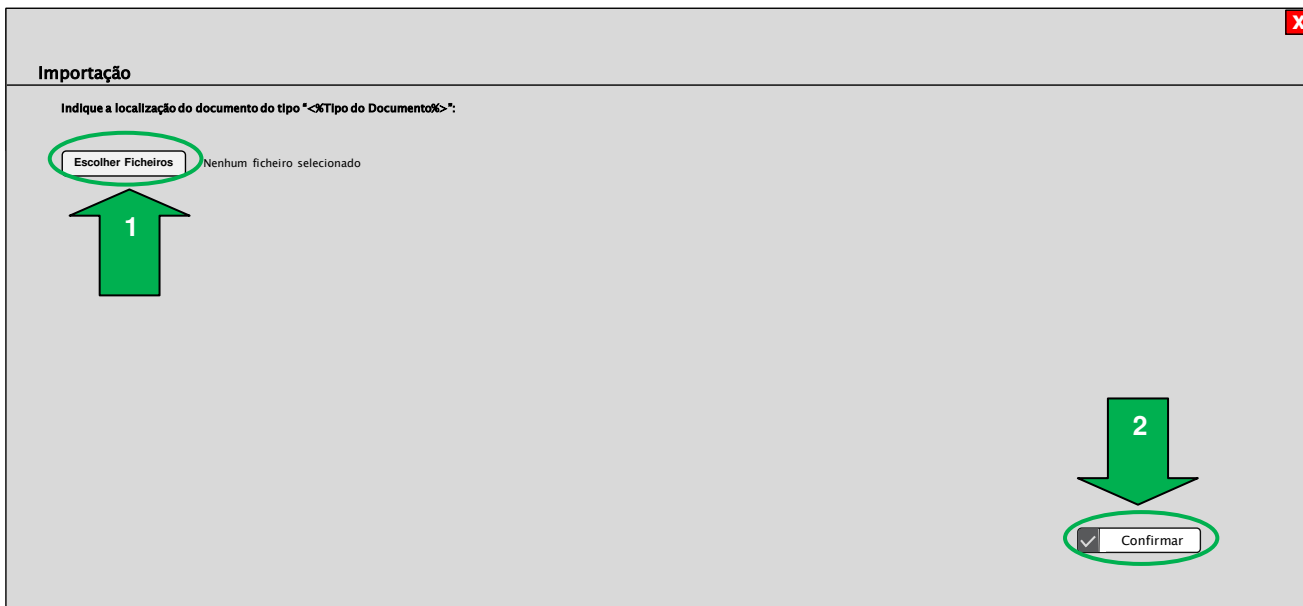 X
Importação
Indique a localização do documento do tipo "<%Tipo do Documento%>":
Escolher Ficheiros Nenhum ficheiro selecionado
1
2
Confirmar